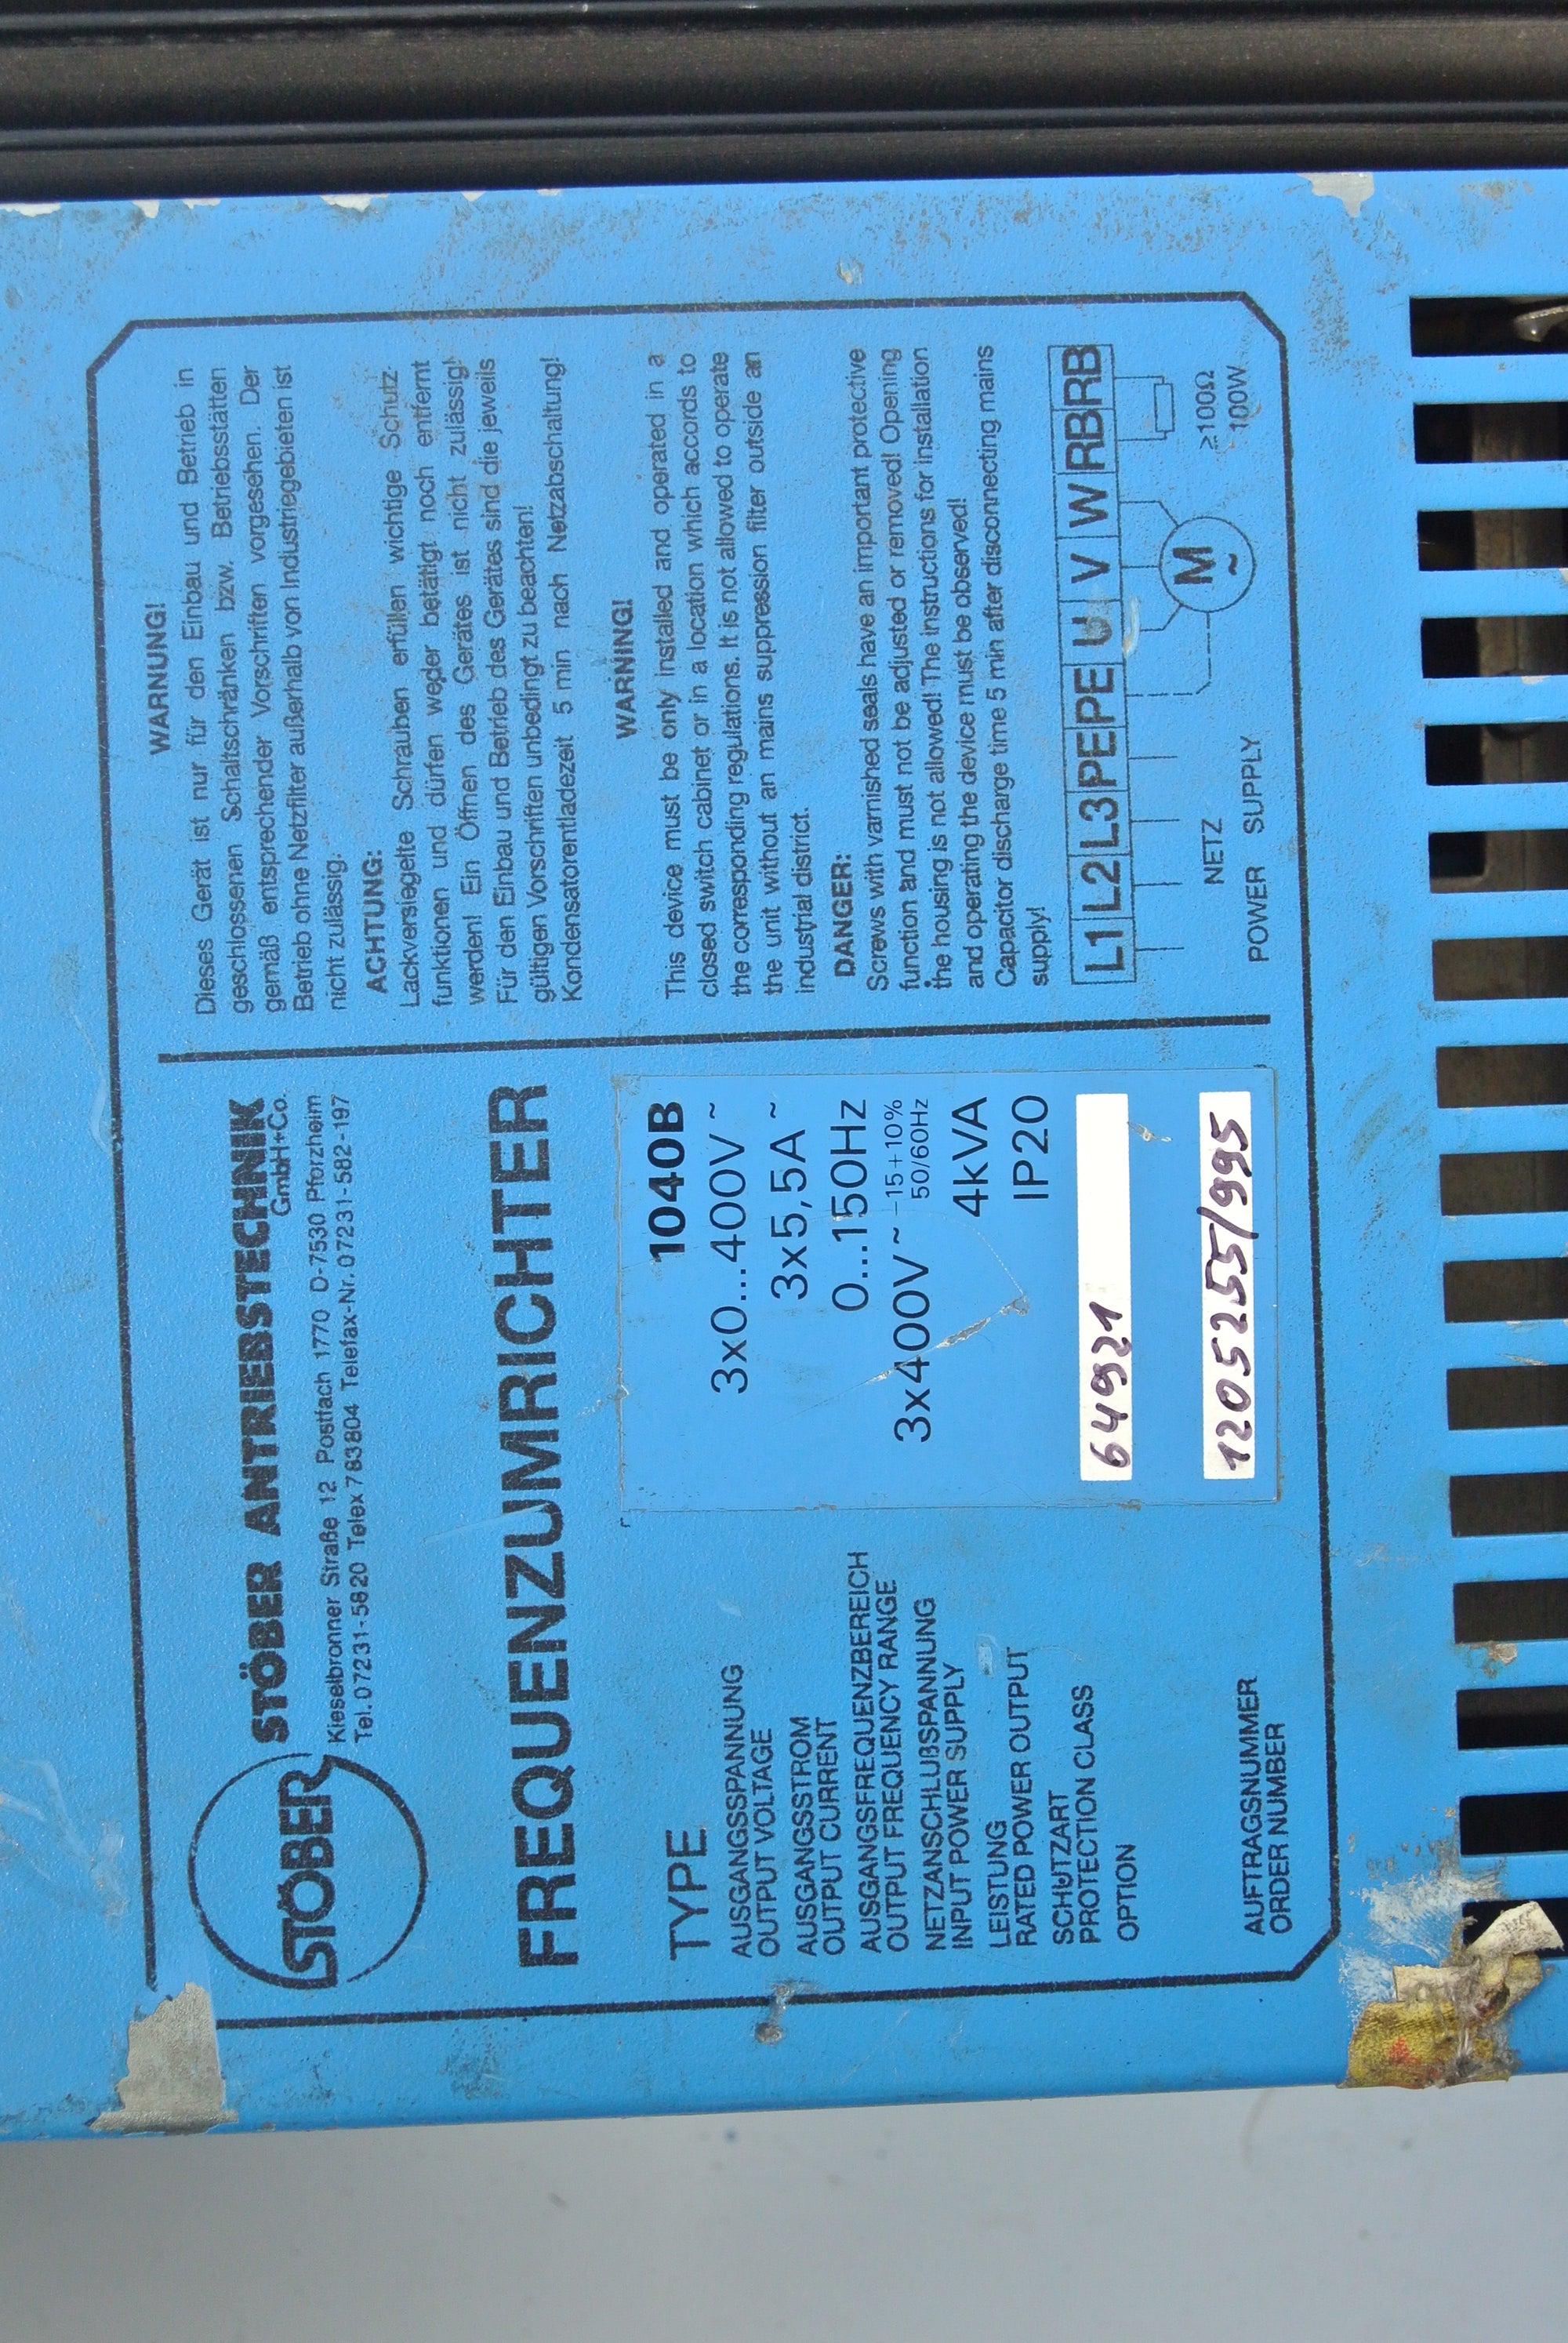 STÖBER
STÖBER ANTRIEBSTECHNIK
GmbH+Co.
Kieselbronner Straße 12 Postfach 1770 D-7530 Pforzheim
Tel.07231-5820 Telex 783804 Telefax-Nr.07231-582-197
FREQUENZUMRICHTER
TYPE 1040B
AUSGANGSSPANNUNG
OUTPUT VOLTAGE
3x0...400V ~
AUSGANGSSTROM
OUTPUT CURRENT
3x5,5A ~
AUSGANGSFREQUENZBEREICH
OUTPUT FREQUENCY RANGE
0...150Hz
NETZANSCHLUßSPANNUNG
INPUT POWER SUPPLY
3x400V ~ -15+10%
50/60Hz
LEISTUNG
RATED POWER OUTPUT
4kVA
SCHUTZART
PROTECTION CLASS
IP20
OPTION
64921
AUFTRAGSNUMMER
ORDER NUMBER
1205255/995
WARNUNG!
Dieses Gerät ist nur für den Einbau und Betrieb in
geschlossenen Schaltschränken bzw. Betriebsstätten
gemäß entsprechender Vorschriften vorgesehen. Der
Betrieb ohne Netzfilter außerhalb von Industriegebieten ist
nicht zulässig.
ACHTUNG:
Lackversiegelte Schrauben erfüllen wichtige Schutz-
funktionen und dürfen weder betätigt noch entfernt
werden! Ein Öffnen des Gerätes ist nicht zulässig!
Für den Einbau und Betrieb des Gerätes sind die jeweils
gültigen Vorschriften unbedingt zu beachten!
Kondensatorentladezeit 5 min nach Netzabschaltung!
WARNING!
This device must be only installed and operated in a
closed switch cabinet or in a location which accords to
the corresponding regulations. It is not allowed to operate
the unit without an mains suppression filter outside an
industrial district.
DANGER:
Screws with varnished seals have an important protective
function and must not be adjusted or removed! Opening
the housing is not allowed! The instructions for installation
and operating the device must be observed!
Capacitor discharge time 5 min after disconnecting mains
supply!
L1 L2 L3 PE PE U V W RB RB
M
~
≥100Ω
100W
NETZ
POWER SUPPLY